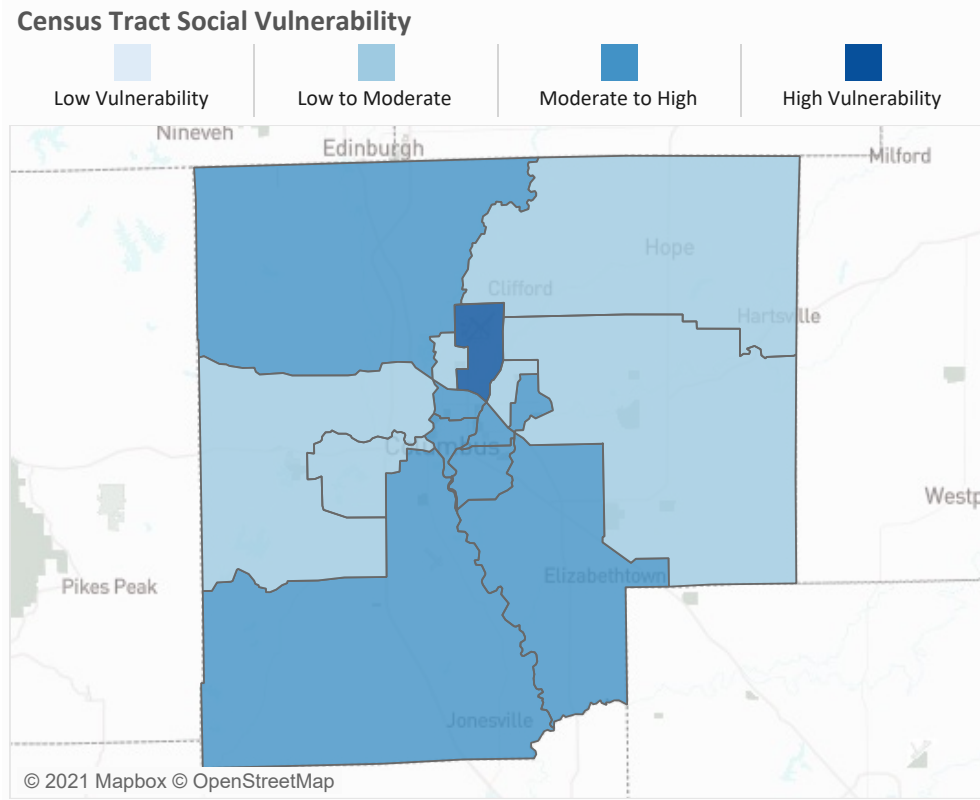 Census Tract Social Vulnerability
Low Vulnerability
Low to Moderate
Moderate to High
High Vulnerability
Nineveh
Edinburgh
Milford
Hope
Clifford
Hartsville
Columbus
Westp
Pikes Peak
Elizabethtown
Jonesville
© 2021 Mapbox © OpenStreetMap